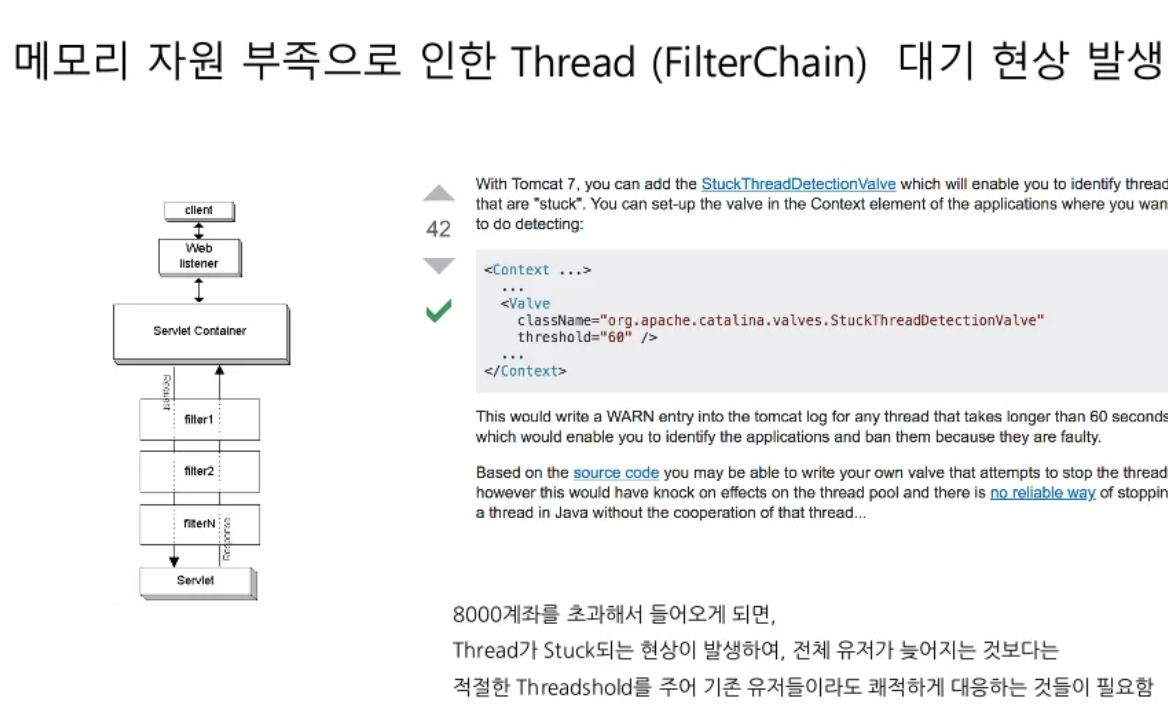 메모리 자원 부족으로 인한 Thread (FilterChain) 대기 현상 발생
client
Web
listener
Servlet Container
Request
filter1
filter2
filterN
Response
Servlet
42
With Tomcat 7, you can add the StuckThreadDetectionValve which will enable you to identify thread
that are "stuck". You can set-up the valve in the Context element of the applications where you wan
to do detecting:
<Context ...>
...
<Valve
className="org.apache.catalina.valves.StuckThreadDetectionValve"
threshold="60" />
...
</Context>
This would write a WARN entry into the tomcat log for any thread that takes longer than 60 seconds
which would enable you to identify the applications and ban them because they are faulty.
Based on the source code you may be able to write your own valve that attempts to stop the thread
however this would have knock on effects on the thread pool and there is no reliable way of stoppin
a thread in Java without the cooperation of that thread...
8000계좌를 초과해서 들어오게 되면,
Thread가 Stuck되는 현상이 발생하여, 전체 유저가 늦어지는 것보다는
적절한 Threadshold를 주어 기존 유저들이라도 쾌적하게 대응하는 것들이 필요함